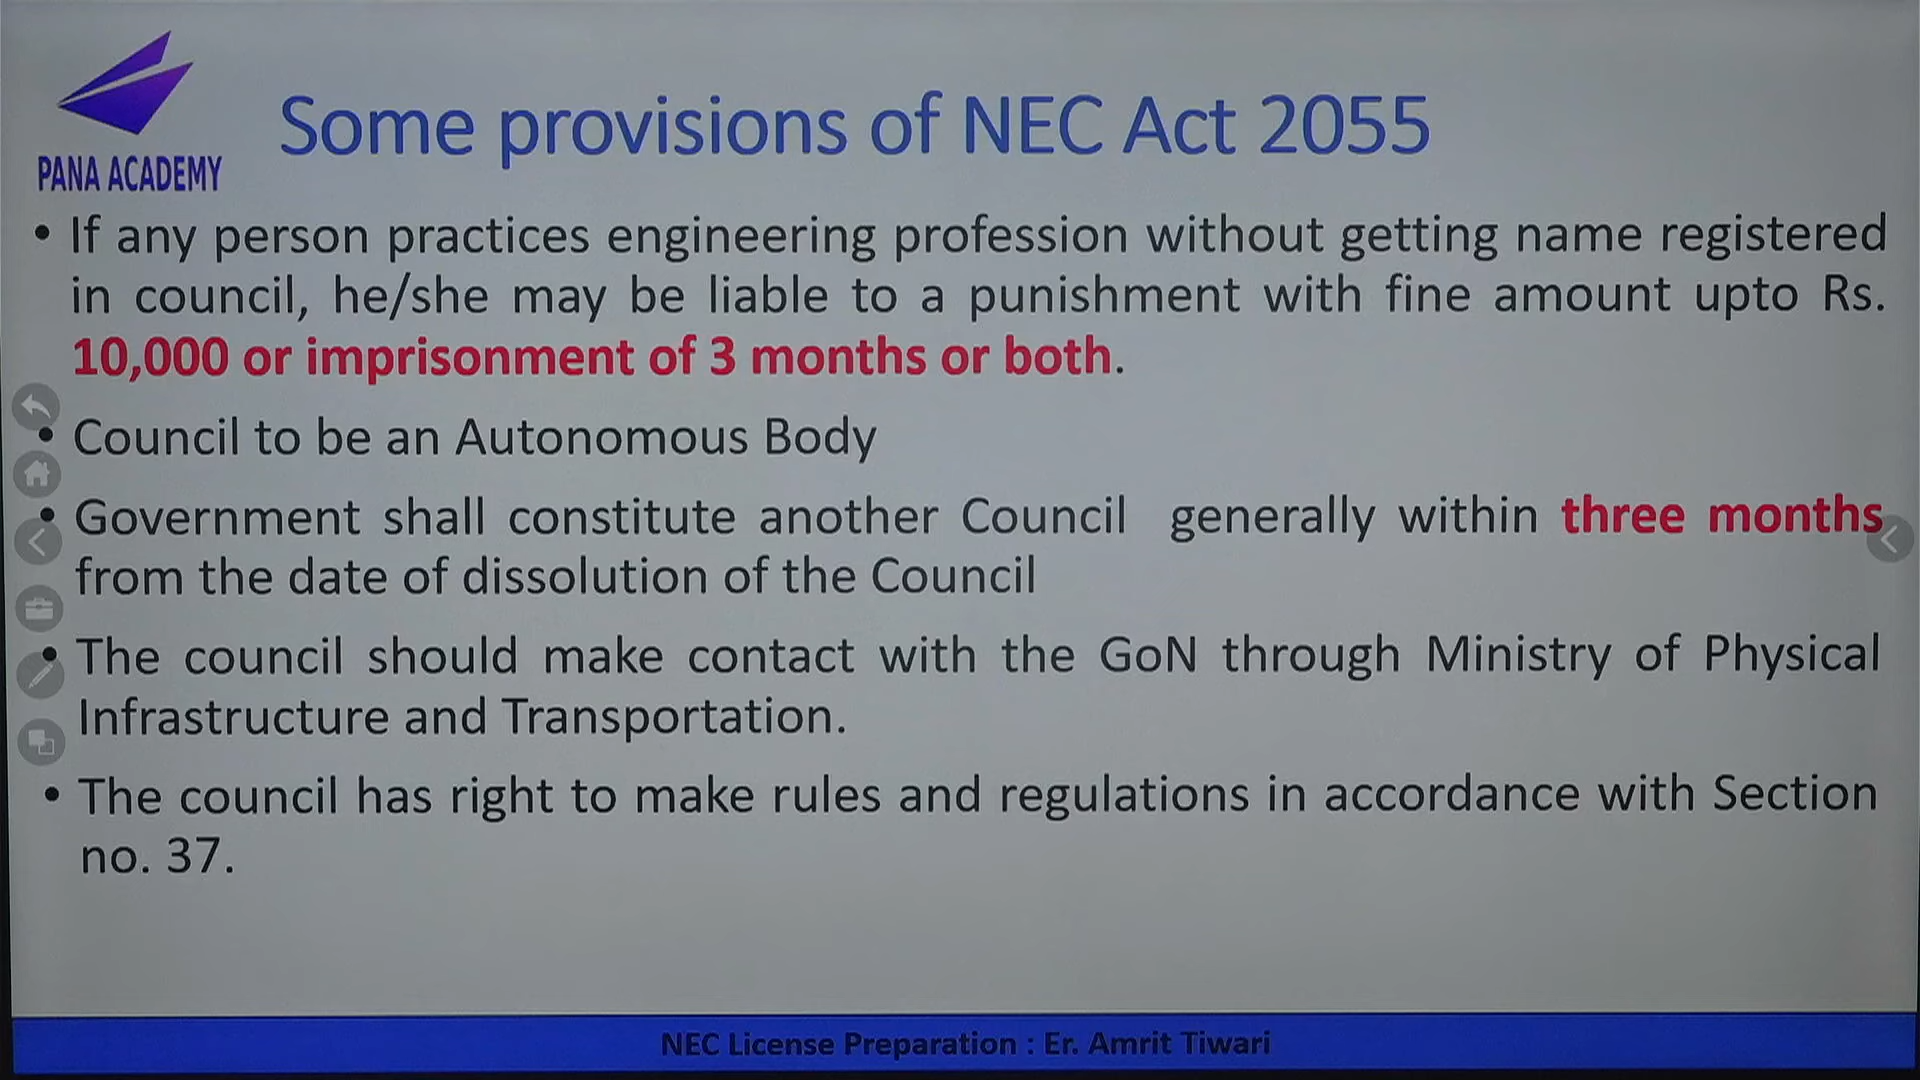 PANA ACADEMY
Some provisions of NEC Act 2055
• If any person practices engineering profession without getting name registered
in council, he/she may be liable to a punishment with fine amount upto Rs.
10,000 or imprisonment of 3 months or both.
• Council to be an Autonomous Body
• Government shall constitute another Council generally within three months
from the date of dissolution of the Council
• The council should make contact with the GoN through Ministry of Physical
Infrastructure and Transportation.
• The council has right to make rules and regulations in accordance with Section
no. 37.
NEC License Preparation : Er. Amrit Tiwari